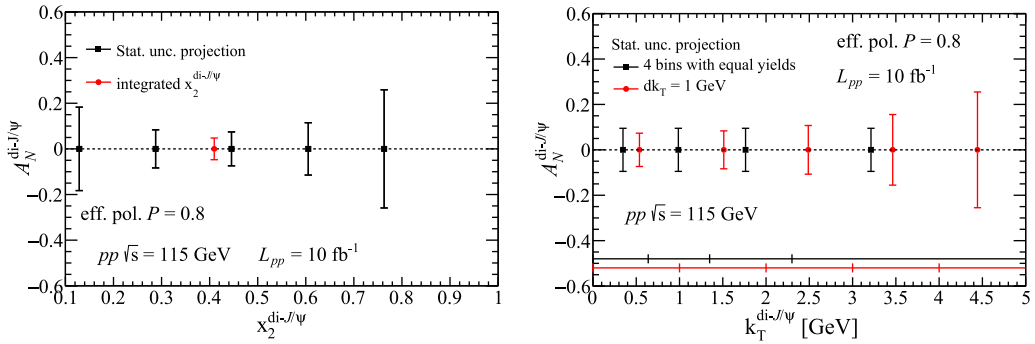 A_N^{di-J/ψ}
0.6
0.4
0.2
0
−0.2
−0.4
−0.6
Stat. unc. projection
integrated x_2^{di-J/ψ}
eff. pol. P = 0.8
pp √s = 115 GeV L_{pp} = 10 fb^{-1}
0.1 0.2 0.3 0.4 0.5 0.6 0.7 0.8 0.9 1
x_2^{di-J/ψ}
A_N^{di-J/ψ}
0.6
0.4
0.2
0
−0.2
−0.4
−0.6
Stat. unc. projection
4 bins with equal yields
dk_T = 1 GeV
eff. pol. P = 0.8
L_{pp} = 10 fb^{-1}
pp √s = 115 GeV
0 0.5 1 1.5 2 2.5 3 3.5 4 4.5 5
k_T^{di-J/ψ} [GeV]